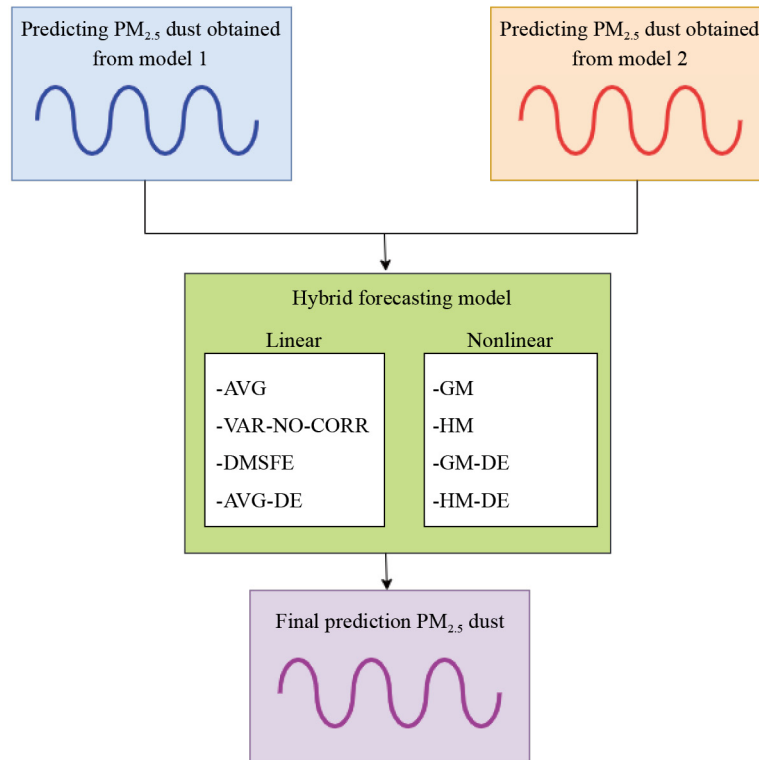 Predicting PM2.5 dust obtained
from model 1
Predicting PM2.5 dust obtained
from model 2
Hybrid forecasting model
Linear
-AVG
-VAR-NO-CORR
-DMSFE
-AVG-DE
Nonlinear
-GM
-HM
-GM-DE
-HM-DE
Final prediction PM2.5 dust